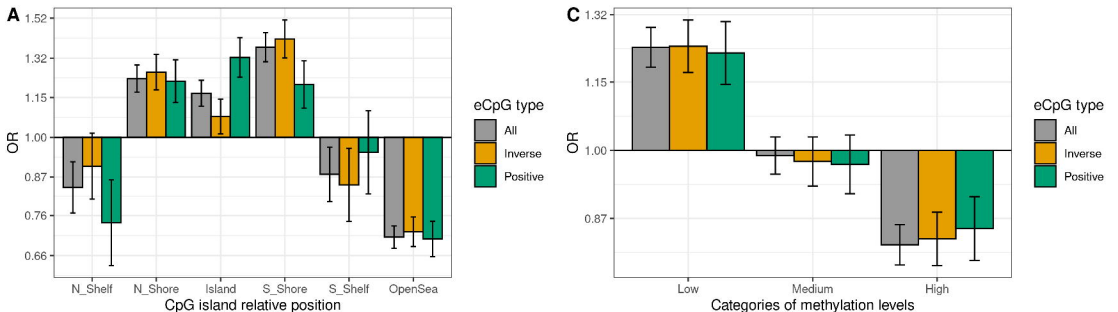 A
OR
1.52
1.32
1.15
1.00
0.87
0.76
0.66
N_Shelf N_Shore Island S_Shore S_Shelf OpenSea
CpG island relative position
eCpG type
All
Inverse
Positive
C
OR
1.32
1.15
1.00
0.87
Low Medium High
Categories of methylation levels
eCpG type
All
Inverse
Positive